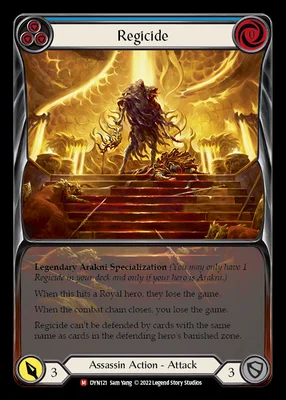 Regicide
Legendary Arakni Specialization (You may only have 1
Regicide in your deck and only if your hero is Arakni.)
When this hits a Royal hero, they lose the game.
When the combat chain closes, you lose the game.
Regicide can't be defended by cards with the same
name as cards in the defending hero's banished zone.
3
Assassin Action - Attack
3
M DYN121 Sam Yang © 2022 Legend Story Studios